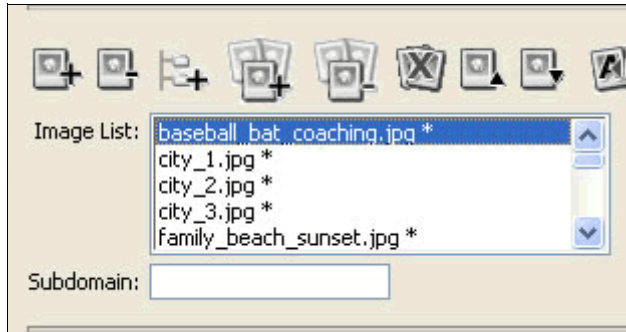 Image List:
baseball_bat_coaching.jpg *
city_1.jpg *
city_2.jpg *
city_3.jpg *
family_beach_sunset.jpg *
Subdomain: